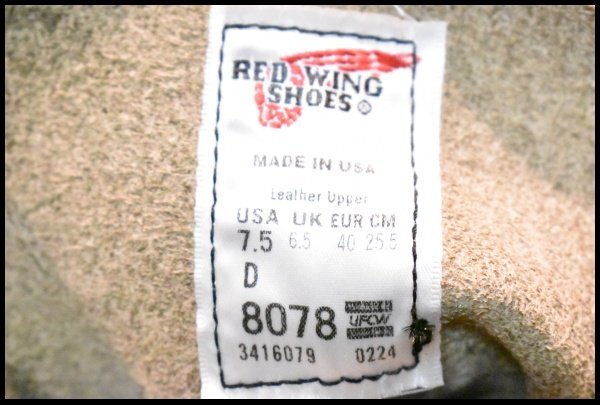 RED WING
SHOES ®
MADE IN USA
Leather Upper
USA UK EUR CM
7.5 6.5 40 25.5
D
8078 UFCW
3416079 0224